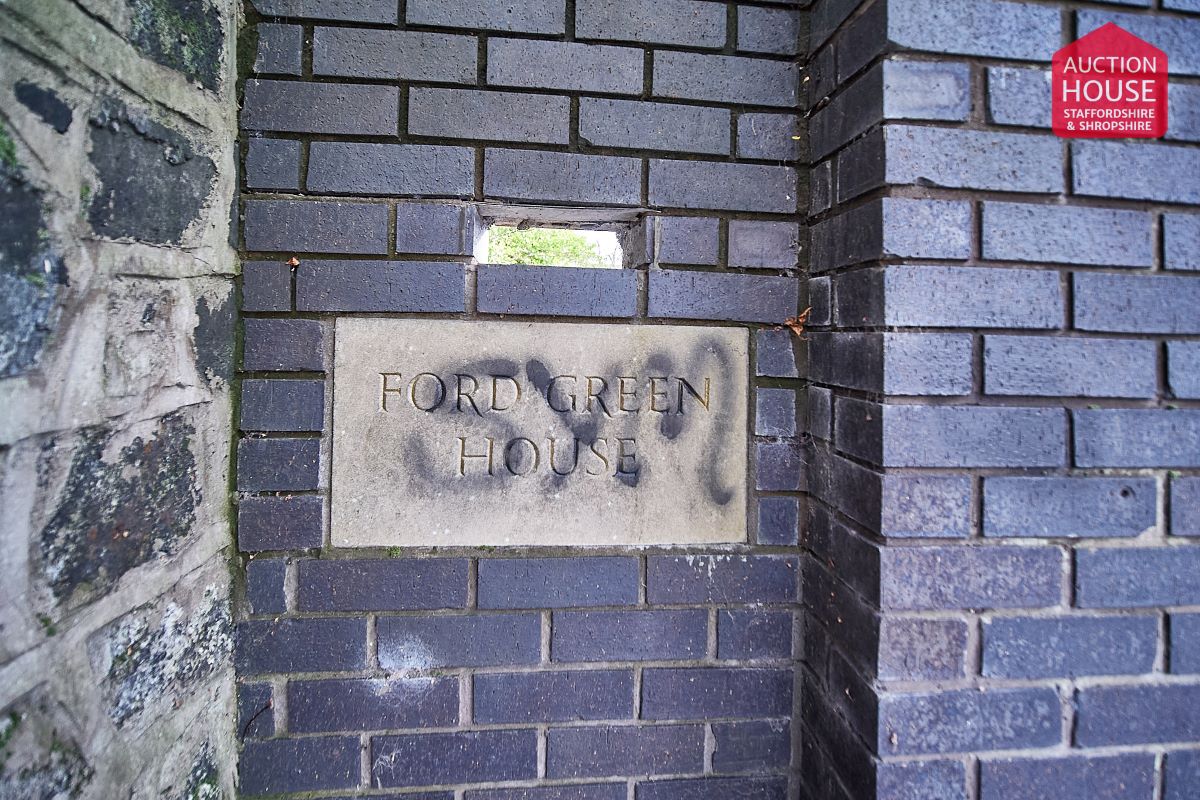 AUCTION
HOUSE
STAFFORDSHIRE
& SHROPSHIRE
FORD GREEN
HOUSE